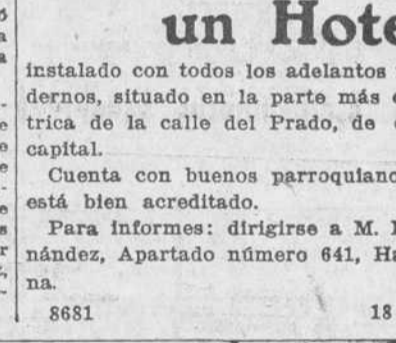 un Hote
instalado con todos los adelantos
dernos, situado en la parte más e
trica de la calle del Prado, de
capital.
Cuenta con buenos parroquiano
está bien acreditado.
Para informes: dirigirse a M.
nández, Apartado número 641, Ha
na.
8681 18